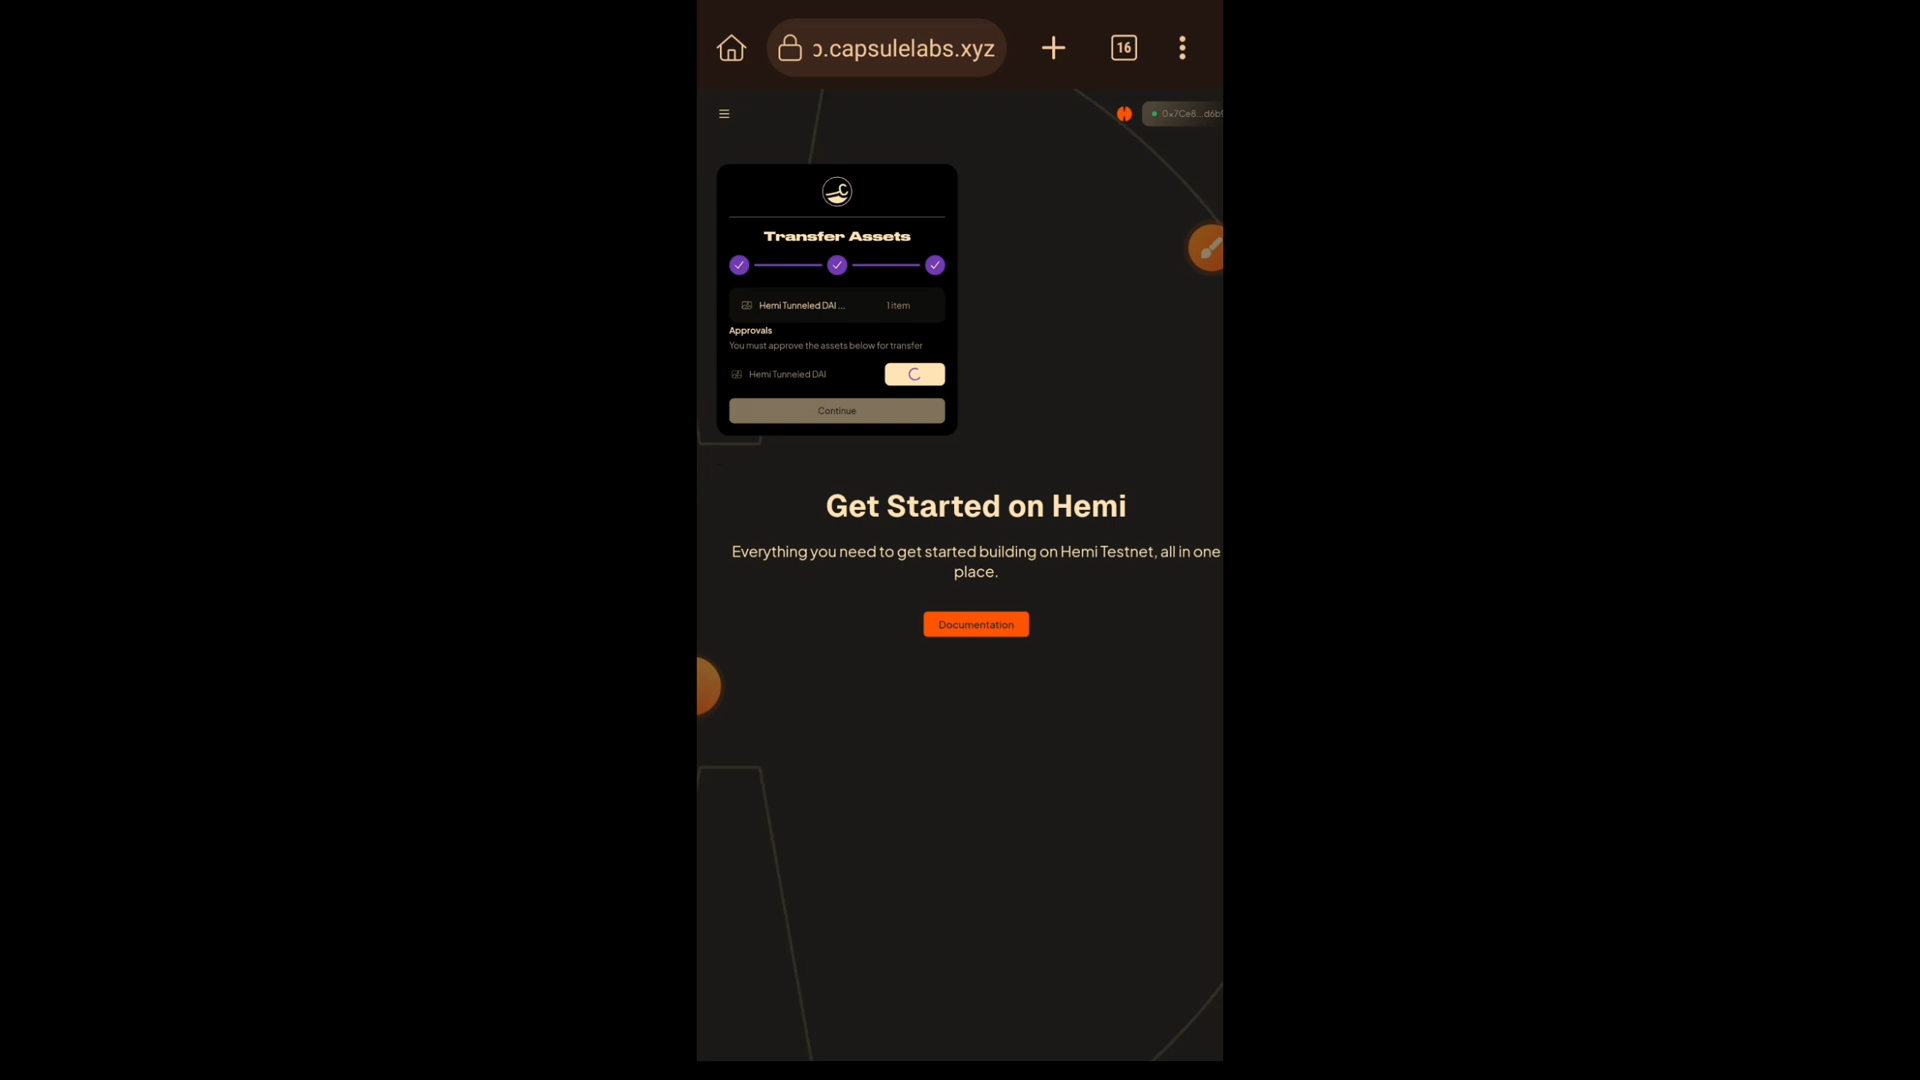 .capsulelabs.xyz
16
0x7Ce8...d6b
Transfer Assets
Hemi Tunneled DAI ...
1 item
Approvals
You must approve the assets below for transfer
Hemi Tunneled DAI
Continue
Get Started on Hemi
Everything you need to get started building on Hemi Testnet, all in one
place.
Documentation